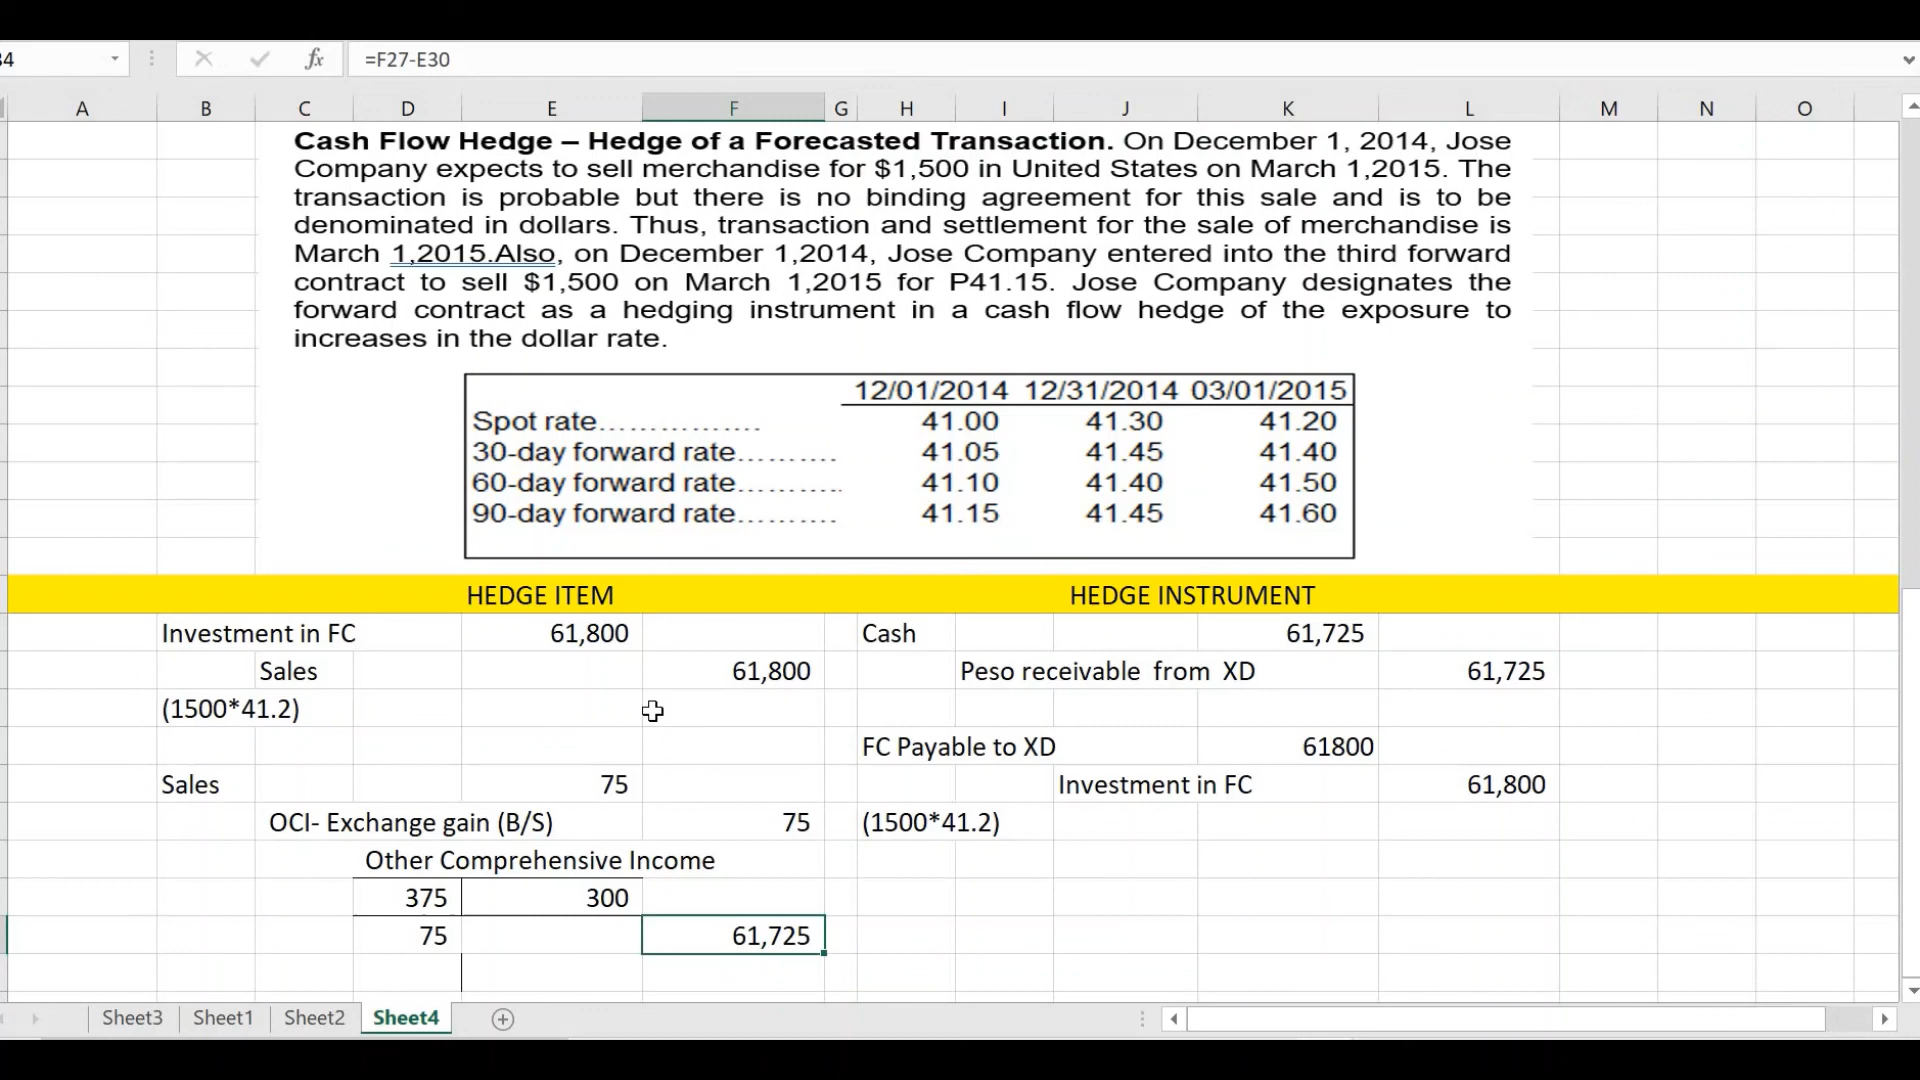 34 fx =F27-E30
A B C D E F G H I J K L M N O
Cash Flow Hedge – Hedge of a Forecasted Transaction. On December 1, 2014, Jose
Company expects to sell merchandise for $1,500 in United States on March 1,2015. The
transaction is probable but there is no binding agreement for this sale and is to be
denominated in dollars. Thus, transaction and settlement for the sale of merchandise is
March 1,2015.Also, on December 1,2014, Jose Company entered into the third forward
contract to sell $1,500 on March 1,2015 for P41.15. Jose Company designates the
forward contract as a hedging instrument in a cash flow hedge of the exposure to
increases in the dollar rate.
12/01/2014 12/31/2014 03/01/2015
Spot rate……………. 41.00 41.30 41.20
30-day forward rate………. 41.05 41.45 41.40
60-day forward rate……….. 41.10 41.40 41.50
90-day forward rate………. 41.15 41.45 41.60
HEDGE ITEM HEDGE INSTRUMENT
Investment in FC 61,800 Cash 61,725
Sales 61,800 Peso receivable from XD 61,725
(1500*41.2)
FC Payable to XD 61800
Sales 75 Investment in FC 61,800
OCI- Exchange gain (B/S) 75 (1500*41.2)
Other Comprehensive Income
375 300
75 61,725
Sheet3 Sheet1 Sheet2 Sheet4